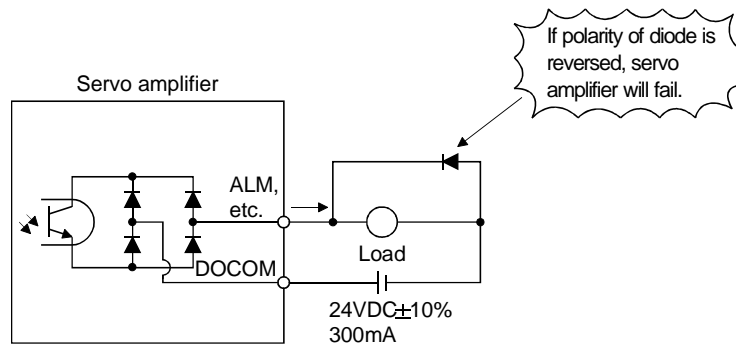 If polarity of diode is
reversed, servo
amplifier will fail.
Servo amplifier
ALM,
etc.
Load
DOCOM
24VDC±10%
300mA